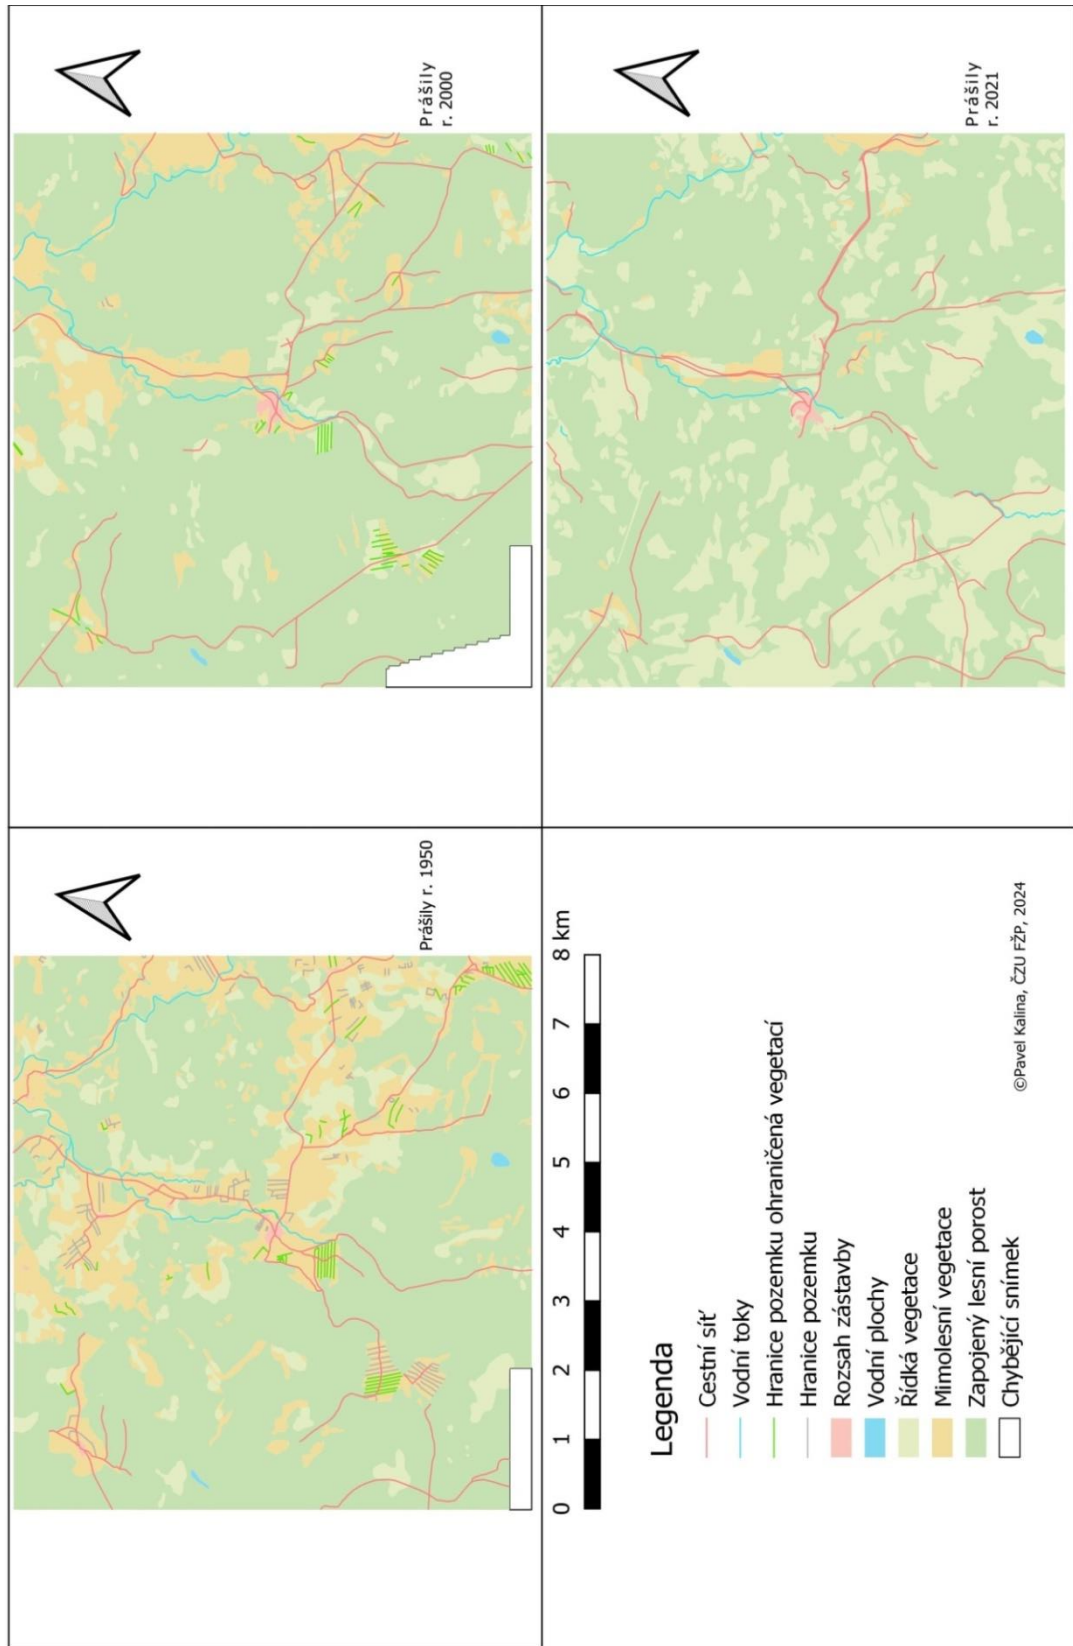 Prášily r. 1950
Prášily
r. 2000
0 1 2 3 4 5 6 7 8 km
Legenda
Cestní síť
Vodní toky
Hranice pozemku ohraničená vegetací
Hranice pozemku
Rozsah zástavby
Vodní plochy
Řídká vegetace
Mimolesní vegetace
Zapojený lesní porost
Chybějící snímek
©Pavel Kalina, ČZU FŽP, 2024
Prášily
r. 2021